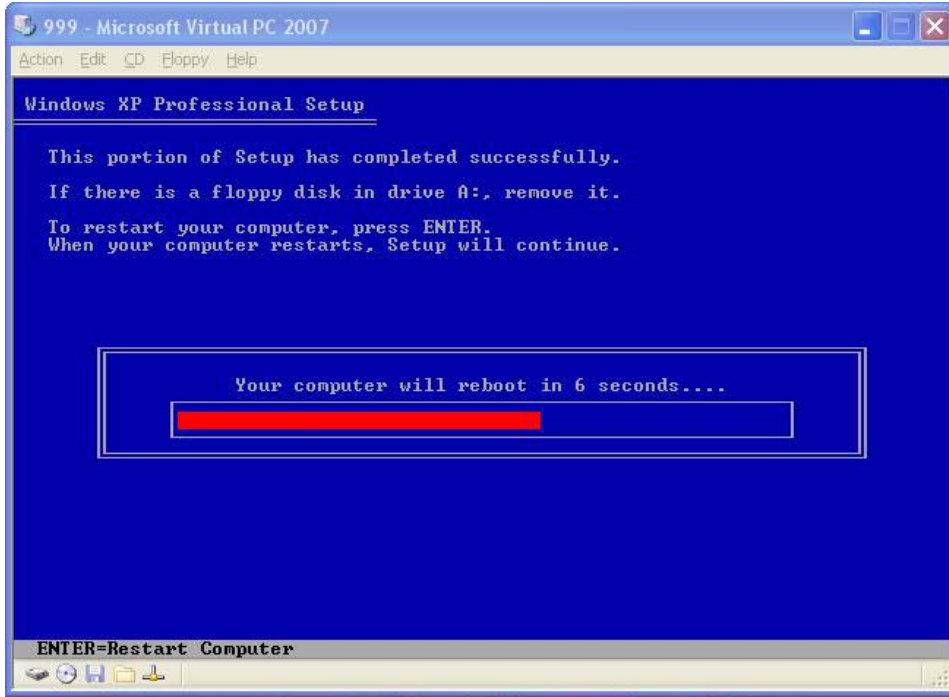 999 - Microsoft Virtual PC 2007
Action Edit CD Floppy Help
Windows XP Professional Setup
This portion of Setup has completed successfully.
If there is a floppy disk in drive A:, remove it.
To restart your computer, press ENTER.
When your computer restarts, Setup will continue.
Your computer will reboot in 6 seconds....
ENTER=Restart Computer